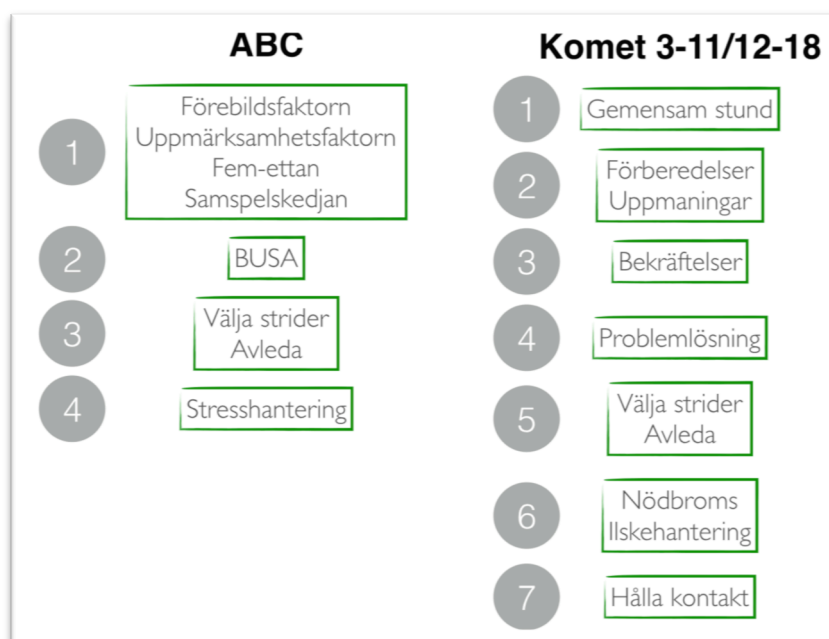 ABC
1
Förebildsfaktorn
Uppmärksamhetsfaktorn
Fem-ettan
Samspelskedjan
2
BUSA
3
Välja strider
Avleda
4
Stresshantering
Komet 3-11/12-18
1
Gemensam stund
2
Förberedelser
Uppmaningar
3
Bekräftelser
4
Problemlösning
5
Välja strider
Avleda
6
Nödbroms
Ilskehantering
7
Hålla kontakt